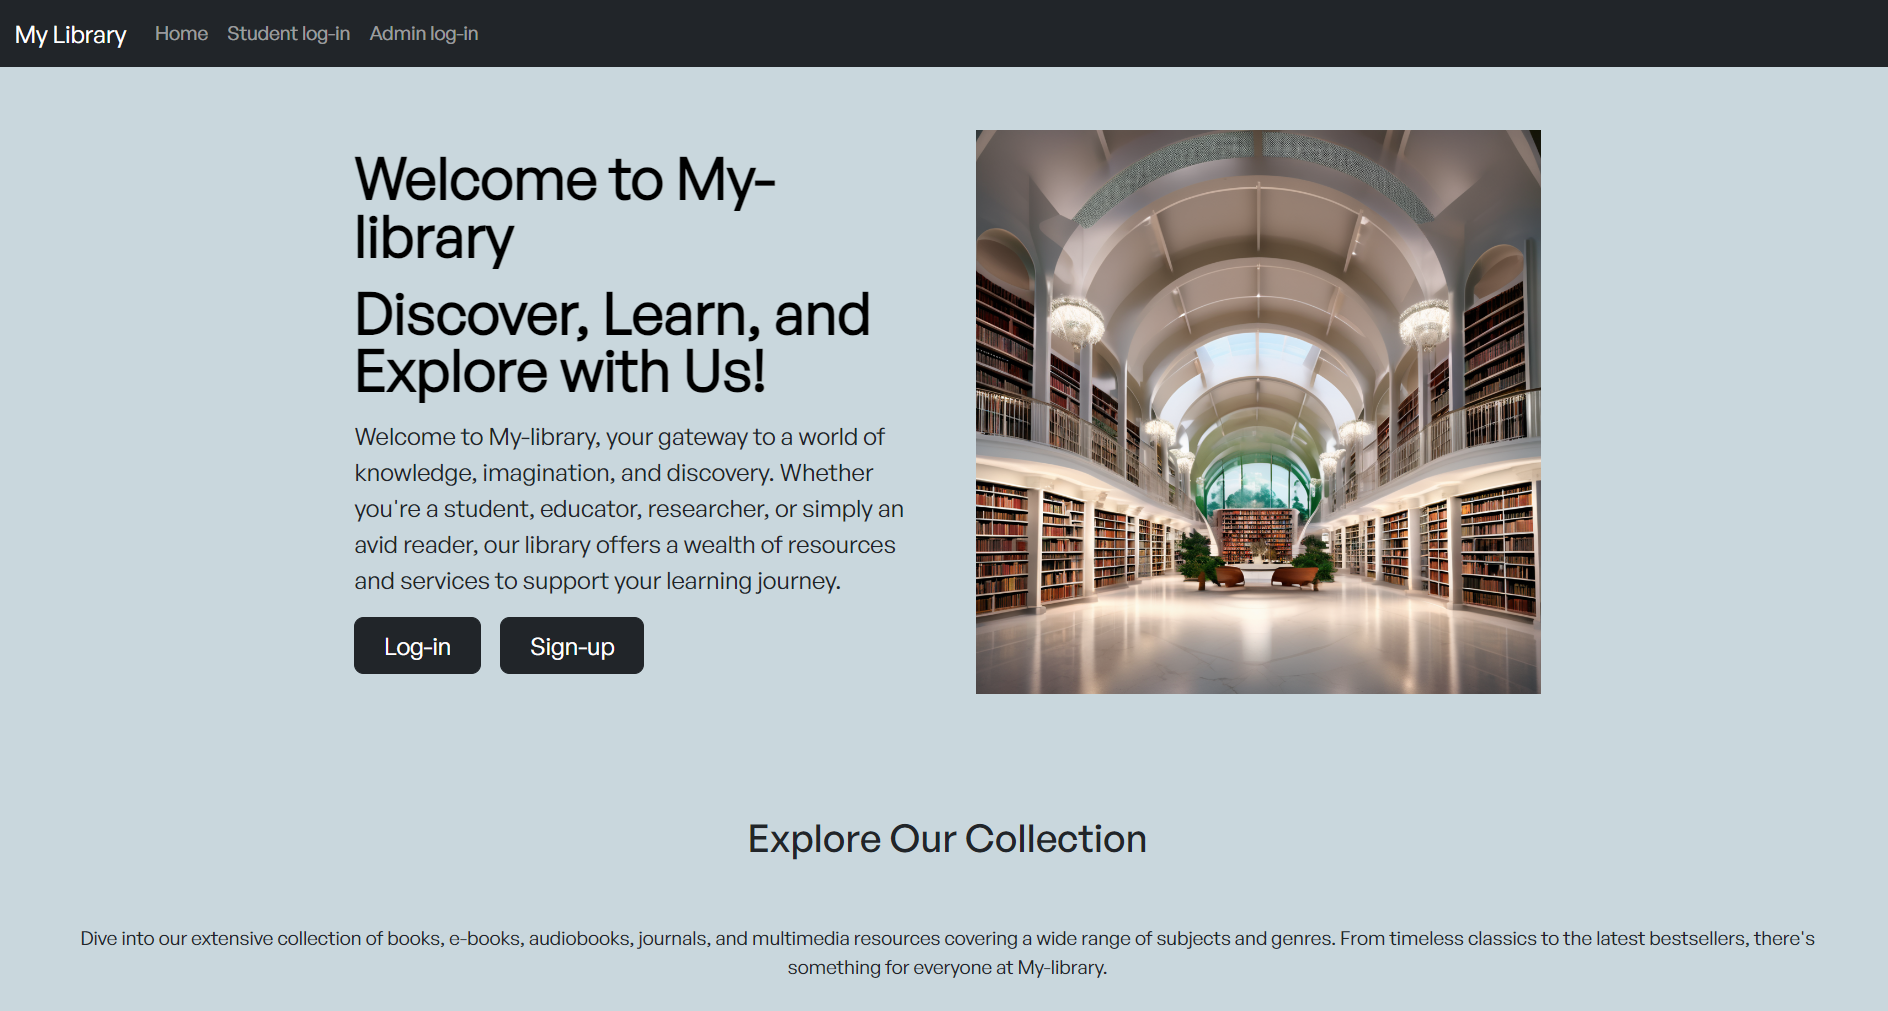 My Library Home Student log-in Admin log-in
Welcome to My-
library
Discover, Learn, and
Explore with Us!
Welcome to My-library, your gateway to a world of
knowledge, imagination, and discovery. Whether
you're a student, educator, researcher, or simply an
avid reader, our library offers a wealth of resources
and services to support your learning journey.
Log-in Sign-up
Explore Our Collection
Dive into our extensive collection of books, e-books, audiobooks, journals, and multimedia resources covering a wide range of subjects and genres. From timeless classics to the latest bestsellers, there's
something for everyone at My-library.